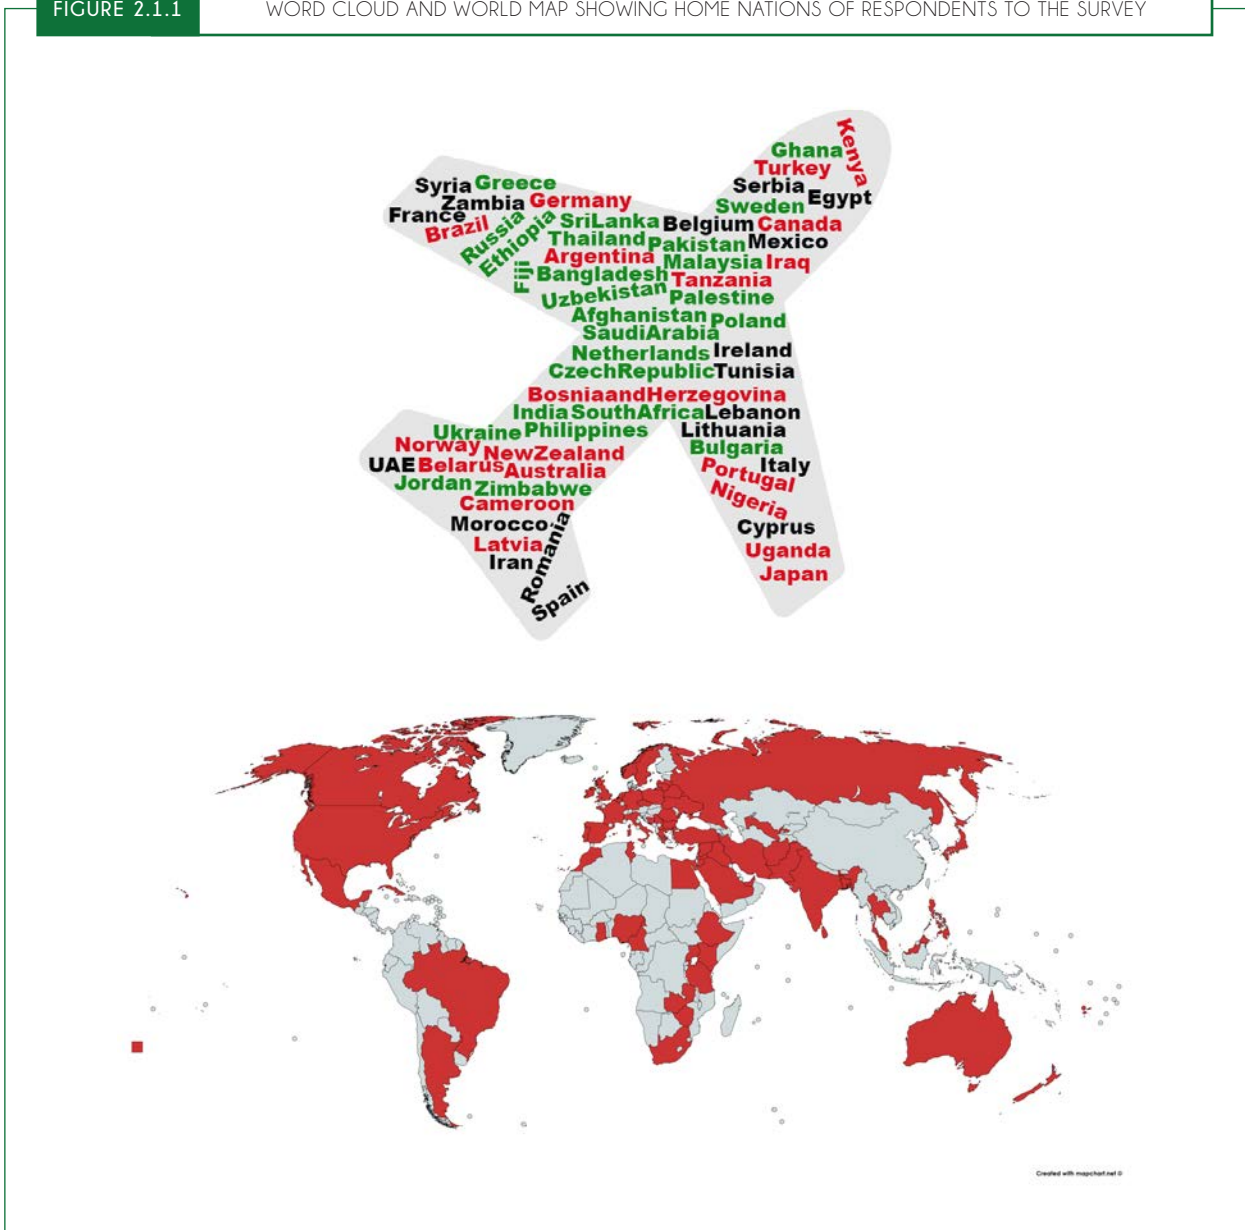 FIGURE 2.1.1
WORD CLOUD AND WORLD MAP SHOWING HOME NATIONS OF RESPONDENTS TO THE SURVEY
Kenya
Ghana
Turkey
Serbia
Egypt
Sweden
Syria
Greece
Zambia
Germany
France
Brazil
Russia
Ethiopia
SriLanka
Belgium
Canada
Thailand
Pakistan
Mexico
Argentina
Malaysia
Iraq
Fiji
Bangladesh
Tanzania
Uzbekistan
Palestine
Afghanistan
Poland
SaudiArabia
Netherlands
Ireland
CzechRepublic
Tunisia
BosniaandHerzegovina
India
SouthAfrica
Lebanon
Ukraine
Philippines
Lithuania
Norway
NewZealand
Bulgaria
UAE
Belarus
Australia
Italy
Portugal
Jordan
Zimbabwe
Nigeria
Cameroon
Morocco
Cyprus
Latvia
Romania
Uganda
Iran
Japan
Spain
Created with mapchart.net ©